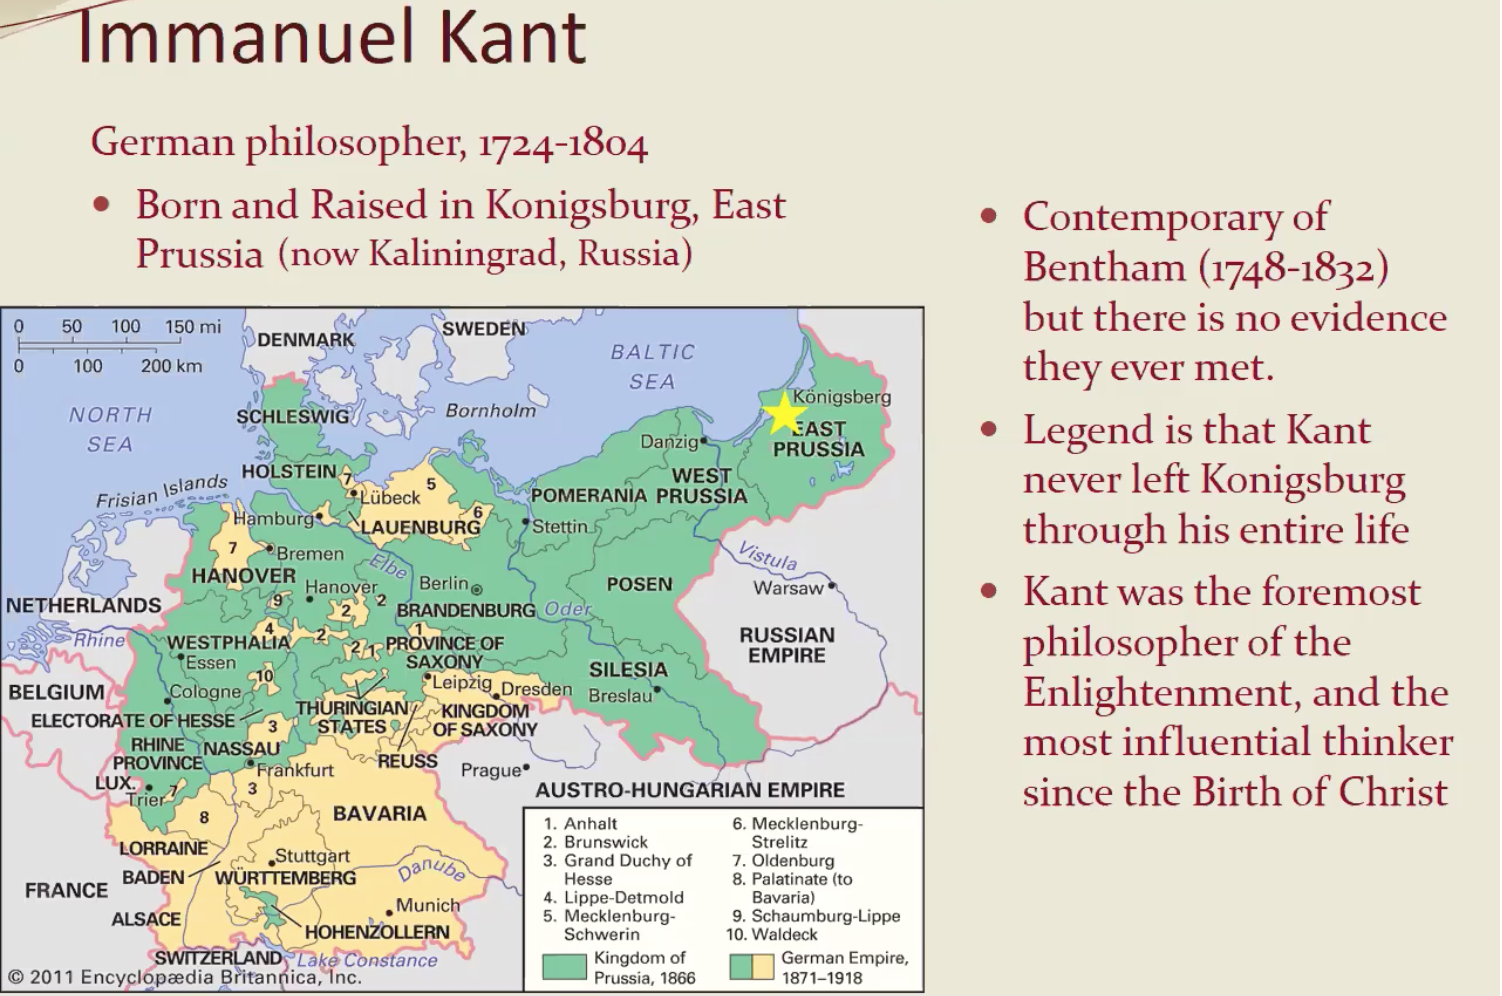 Immanuel Kant
German philosopher, 1724-1804
• Born and Raised in Konigsburg, East
Prussia (now Kaliningrad, Russia)
• Contemporary of
Bentham (1748-1832)
but there is no evidence
they ever met.
• Legend is that Kant
never left Konigsburg
through his entire life
• Kant was the foremost
philosopher of the
Enlightenment, and the
most influential thinker
since the Birth of Christ
0 50 100 150 mi
0 100 200 km
DENMARK
SWEDEN
BALTIC
SEA
NORTH
SEA
SCHLESWIG
Bornholm
Königsberg
EAST
PRUSSIA
Danzig
HOLSTEIN
7
Lübeck
5
WEST
PRUSSIA
POMERANIA
Frisian Islands
Hamburg
LAUENBURG
6
Stettin
7
Bremen
Elbe
Vistula
HANOVER
Hanover
Berlin
POSEN
Warsaw
NETHERLANDS
9
2
2
BRANDENBURG
Oder
Rhine
4
WESTPHALIA
2
1
2
1
PROVINCE OF
SAXONY
RUSSIAN
EMPIRE
Essen
10
SILESIA
BELGIUM
Cologne
Leipzig
Dresden
Breslau
ELECTORATE OF HESSE
THURINGIAN
STATES
KINGDOM
OF SAXONY
3
RHINE
PROVINCE
NASSAU
REUSS
Frankfurt
Prague
LUX.
Trier
7
3
AUSTRO-HUNGARIAN EMPIRE
8
BAVARIA
LORRAINE
Stuttgart
BADEN
WÜRTTEMBERG
Danube
FRANCE
ALSACE
Munich
HOHENZOLLERN
SWITZERLAND
Lake Constance
© 2011 Encyclopædia Britannica, Inc.
1. Anhalt
2. Brunswick
3. Grand Duchy of
Hesse
4. Lippe-Detmold
5. Mecklenburg-
Schwerin
6. Mecklenburg-
Strelitz
7. Oldenburg
8. Palatinate (to
Bavaria)
9. Schaumburg-Lippe
10. Waldeck
Kingdom of
Prussia, 1866
German Empire,
1871–1918